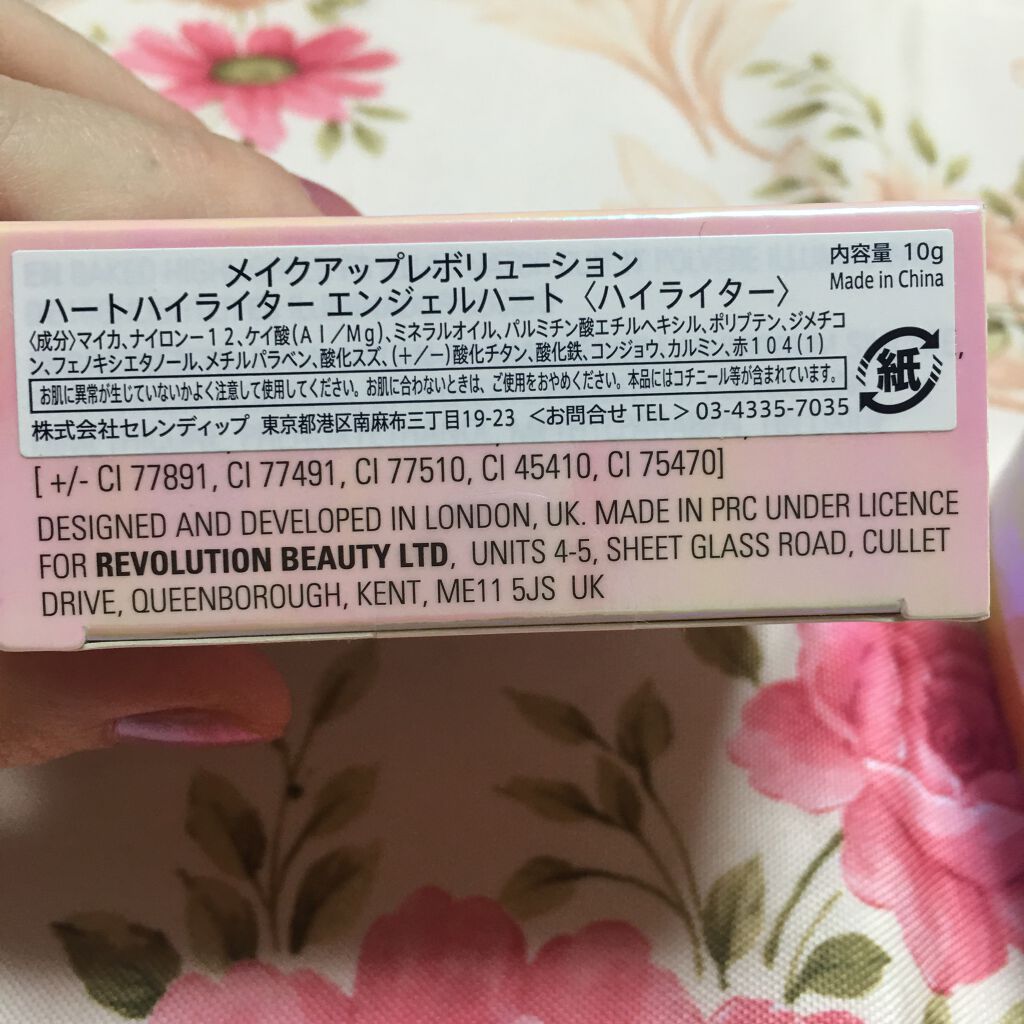 メイクアップレボリューション
ハートハイライター エンジェルハート〈ハイライター〉
内容量 10g
Made in China
〈成分〉マイカ、ナイロンー12、ケイ酸(Al/Mg)、ミネラルオイル、パルミチン酸エチルヘキシル、ポリブテン、ジメチコ
ン、フェノキシエタノール、メチルパラベン、酸化スズ、(+/−)酸化チタン、酸化鉄、コンジョウ、カルミン、赤104(1)
お肌に異常が生じていないかよく注意して使用してください。お肌に合わないときは、ご使用をおやめください。本品にはコチニール等が含まれています。
紙
株式会社セレンディップ 東京都港区南麻布三丁目19-23 <お問合せ TEL> 03-4335-7035
[ +/- CI 77891, CI 77491, CI 77510, CI 45410, CI 75470]
DESIGNED AND DEVELOPED IN LONDON, UK. MADE IN PRC UNDER LICENCE
FOR REVOLUTION BEAUTY LTD, UNITS 4-5, SHEET GLASS ROAD, CULLET
DRIVE, QUEENBOROUGH, KENT, ME11 5JS UK